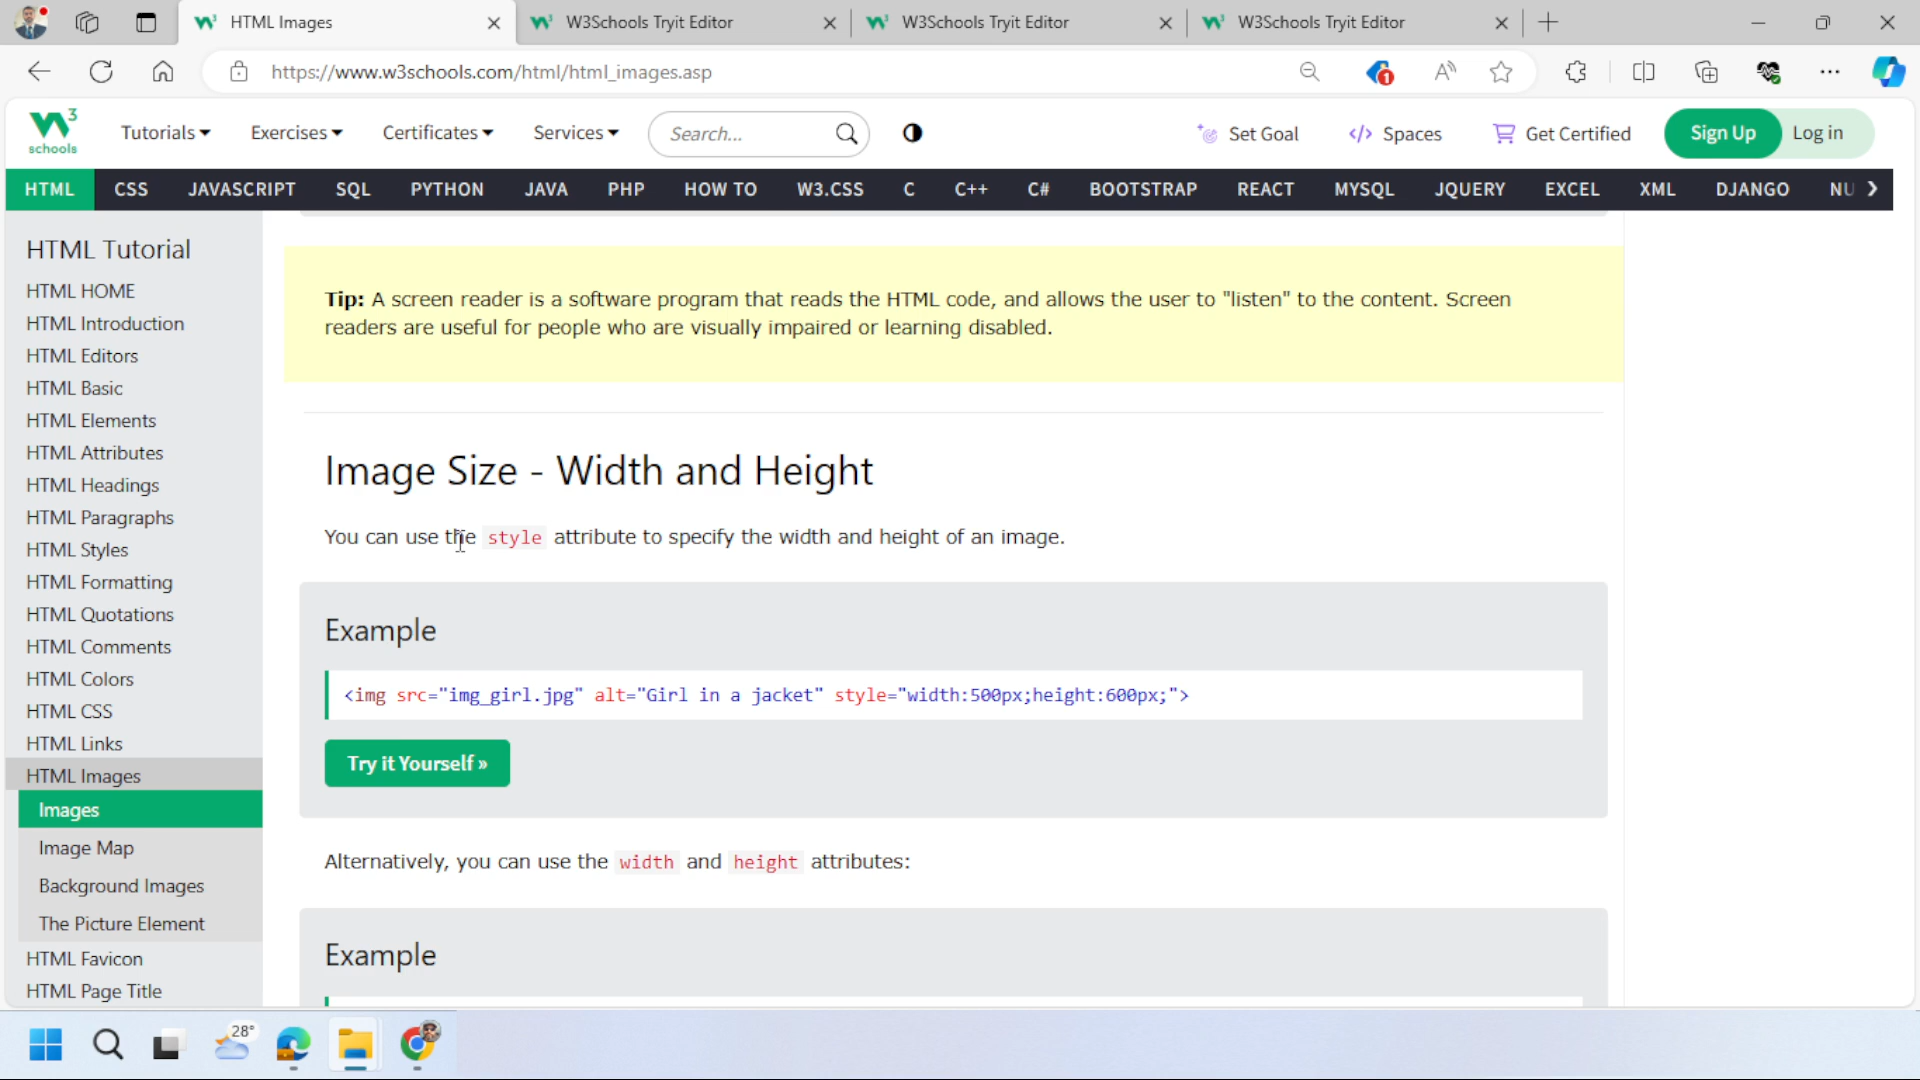 HTML Images
W3Schools Tryit Editor
W3Schools Tryit Editor
W3Schools Tryit Editor
https://www.w3schools.com/html/html_images.asp
1
W3
schools
Tutorials
Exercises
Certificates
Services
Search...
Set Goal
</> Spaces
Get Certified
Sign Up
Log in
HTML CSS JAVASCRIPT SQL PYTHON JAVA PHP HOW TO W3.CSS C C++ C# BOOTSTRAP REACT MYSQL JQUERY EXCEL XML DJANGO NU ❯
HTML Tutorial
HTML HOME
HTML Introduction
HTML Editors
HTML Basic
HTML Elements
HTML Attributes
HTML Headings
HTML Paragraphs
HTML Styles
HTML Formatting
HTML Quotations
HTML Comments
HTML Colors
HTML CSS
HTML Links
HTML Images
Images
Image Map
Background Images
The Picture Element
HTML Favicon
HTML Page Title
Tip: A screen reader is a software program that reads the HTML code, and allows the user to "listen" to the content. Screen
readers are useful for people who are visually impaired or learning disabled.
Image Size - Width and Height
You can use the style attribute to specify the width and height of an image.
Example
<img src="img_girl.jpg" alt="Girl in a jacket" style="width:500px;height:600px;">
Try it Yourself »
Alternatively, you can use the width and height attributes:
Example
28°